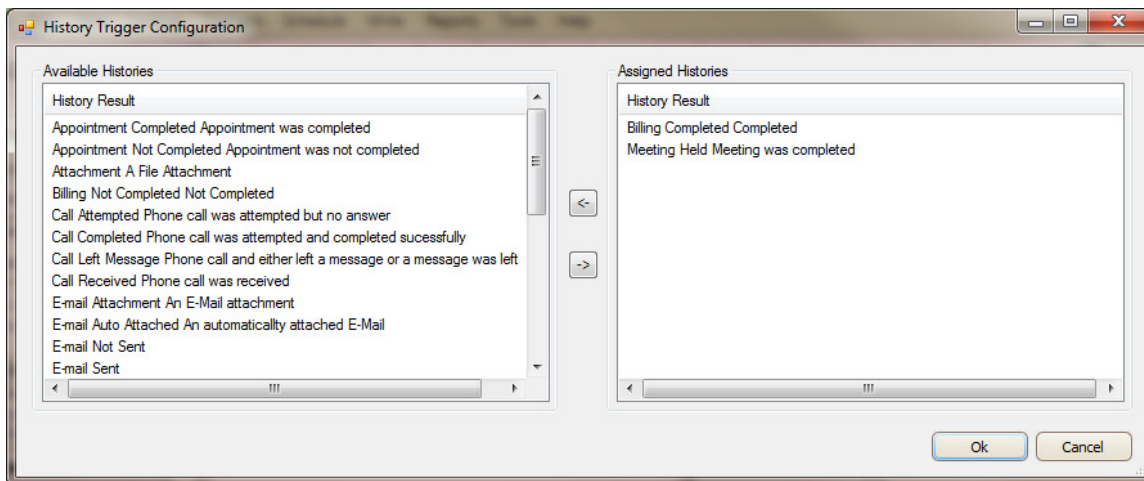 Schedule Write Reports Tools Help
History Trigger Configuration
Available Histories
History Result
Appointment Completed Appointment was completed
Appointment Not Completed Appointment was not completed
Attachment A File Attachment
Billing Not Completed Not Completed
Call Attempted Phone call was attempted but no answer
Call Completed Phone call was attempted and completed sucessfully
Call Left Message Phone call and either left a message or a message was left
Call Received Phone call was received
E-mail Attachment An E-Mail attachment
E-mail Auto Attached An automaticallty attached E-Mail
E-mail Not Sent
E-mail Sent
<-
->
Assigned Histories
History Result
Billing Completed Completed
Meeting Held Meeting was completed
Ok
Cancel